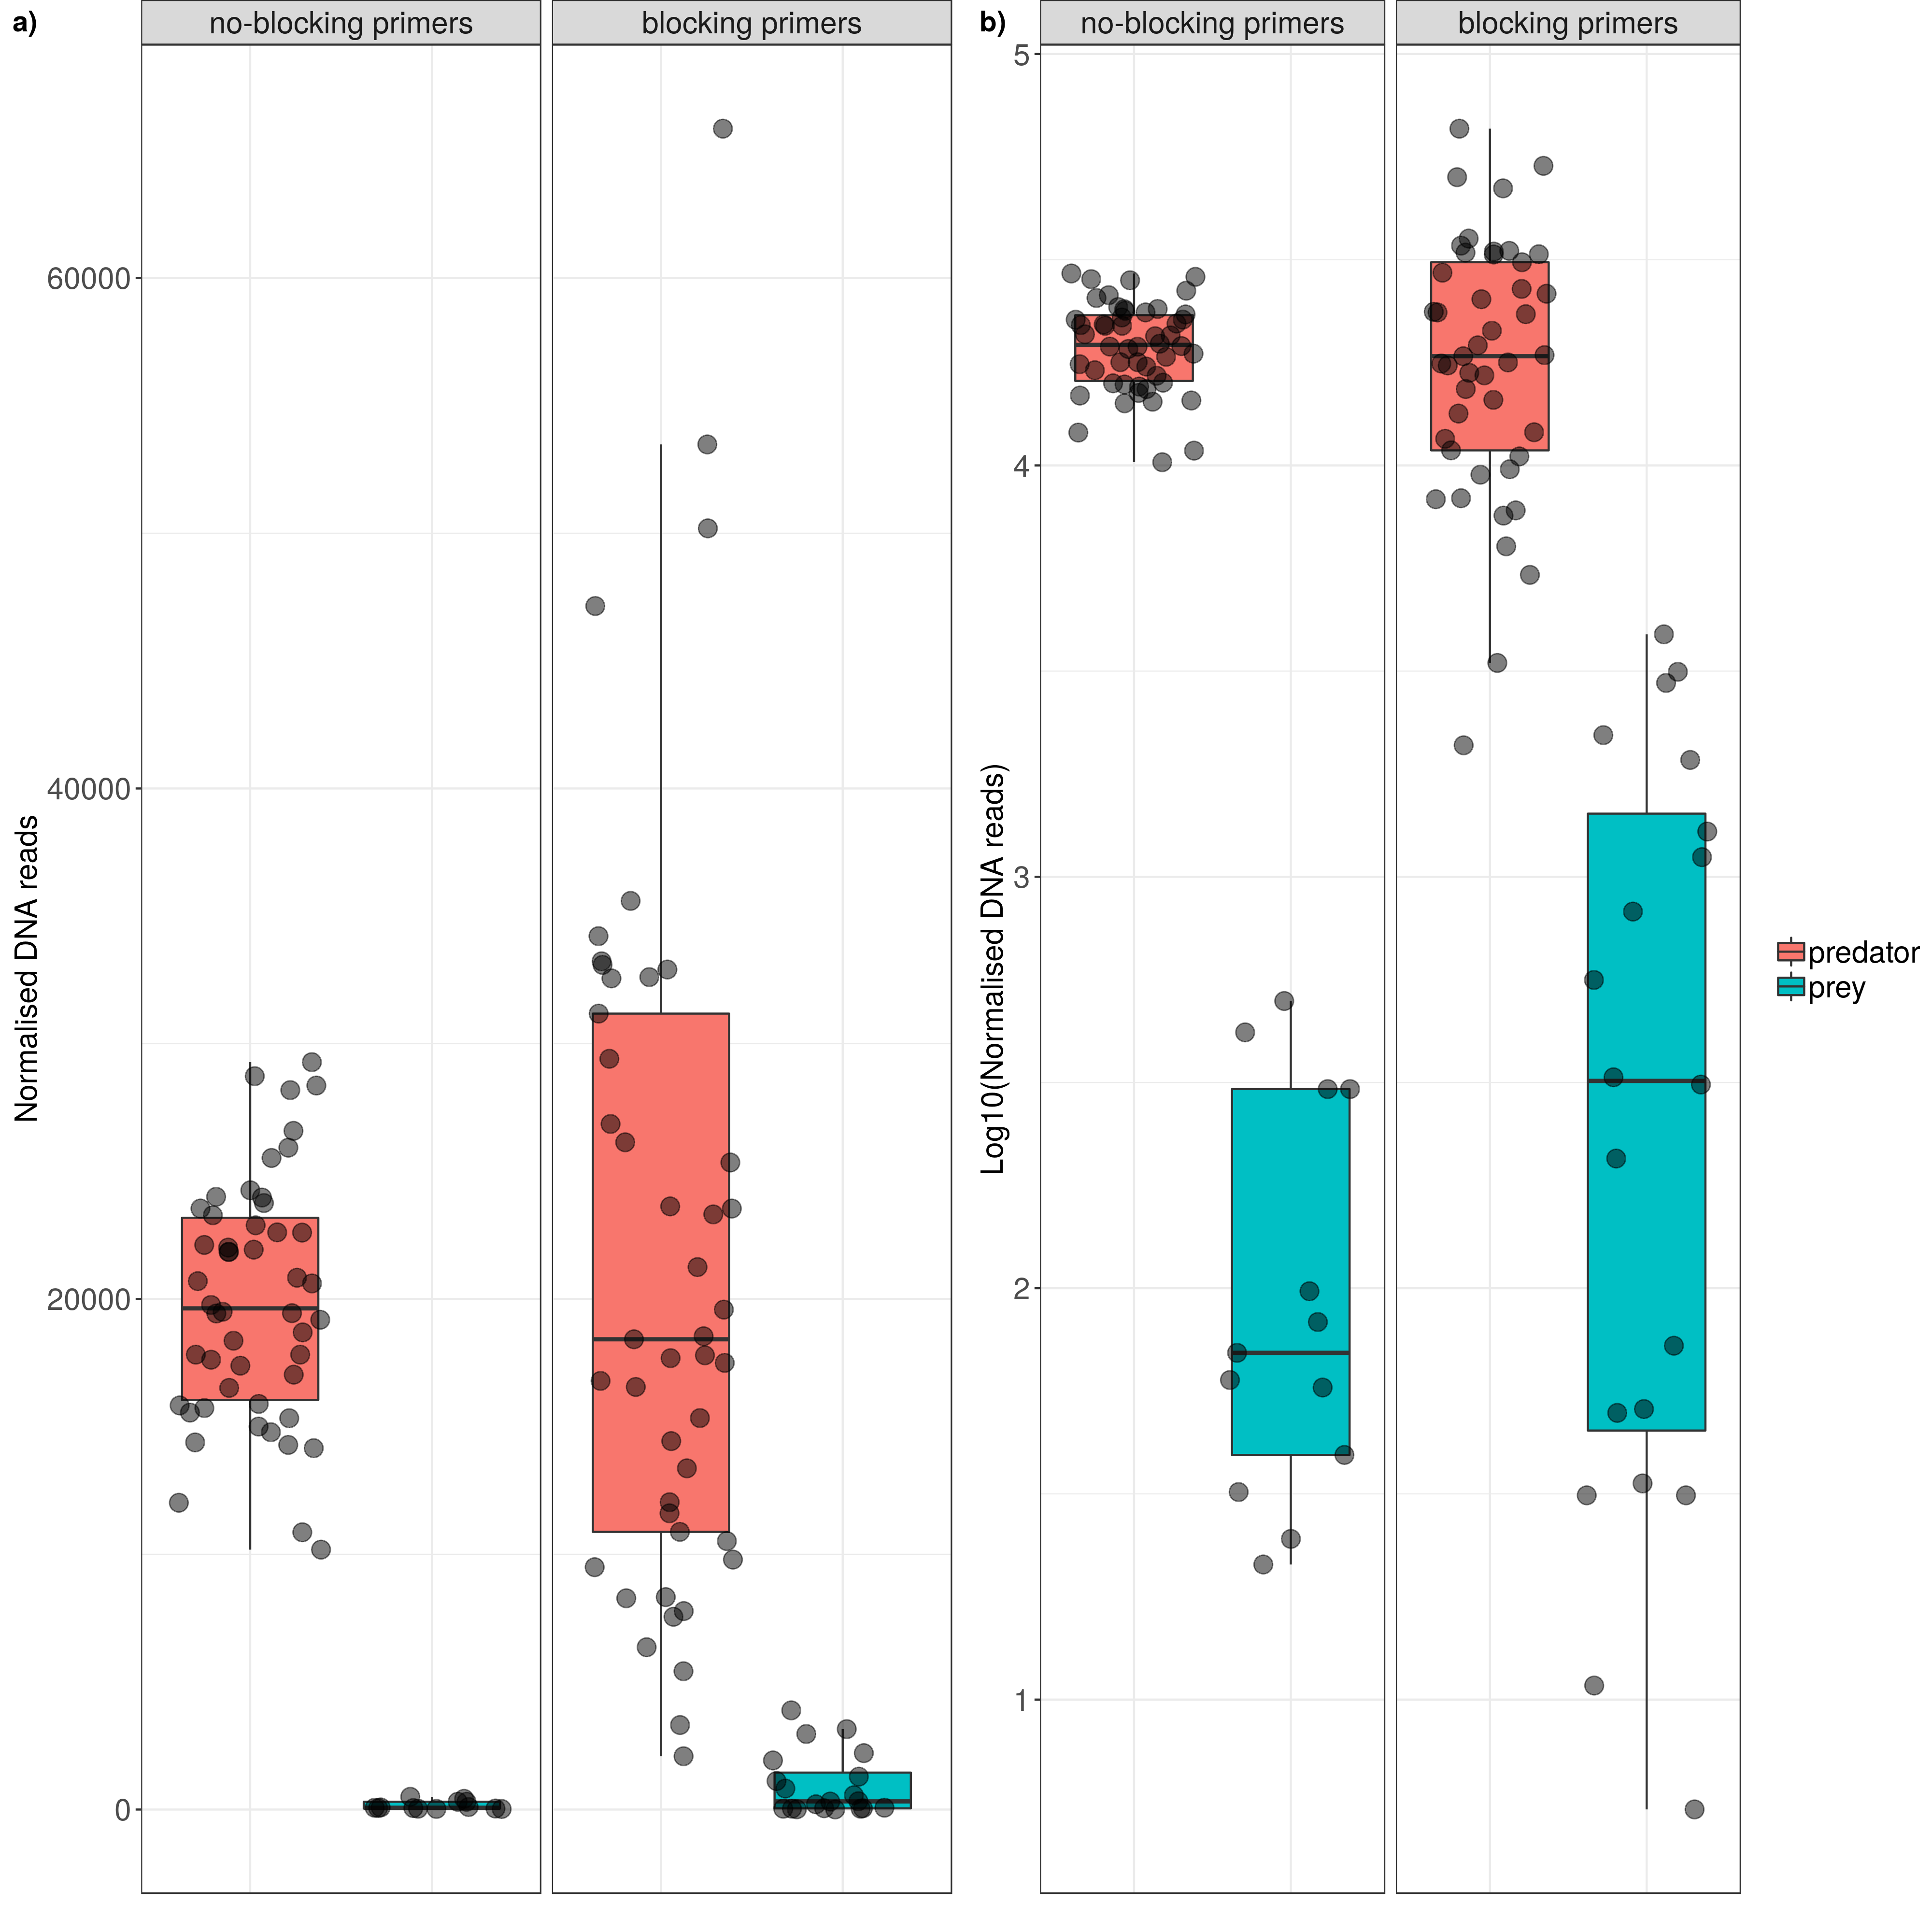 a)
no-blocking primers
blocking primers
Normalised DNA reads
60000
40000
20000
0
b)
no-blocking primers
blocking primers
Log10(Normalised DNA reads)
5
4
3
2
1
predator
prey